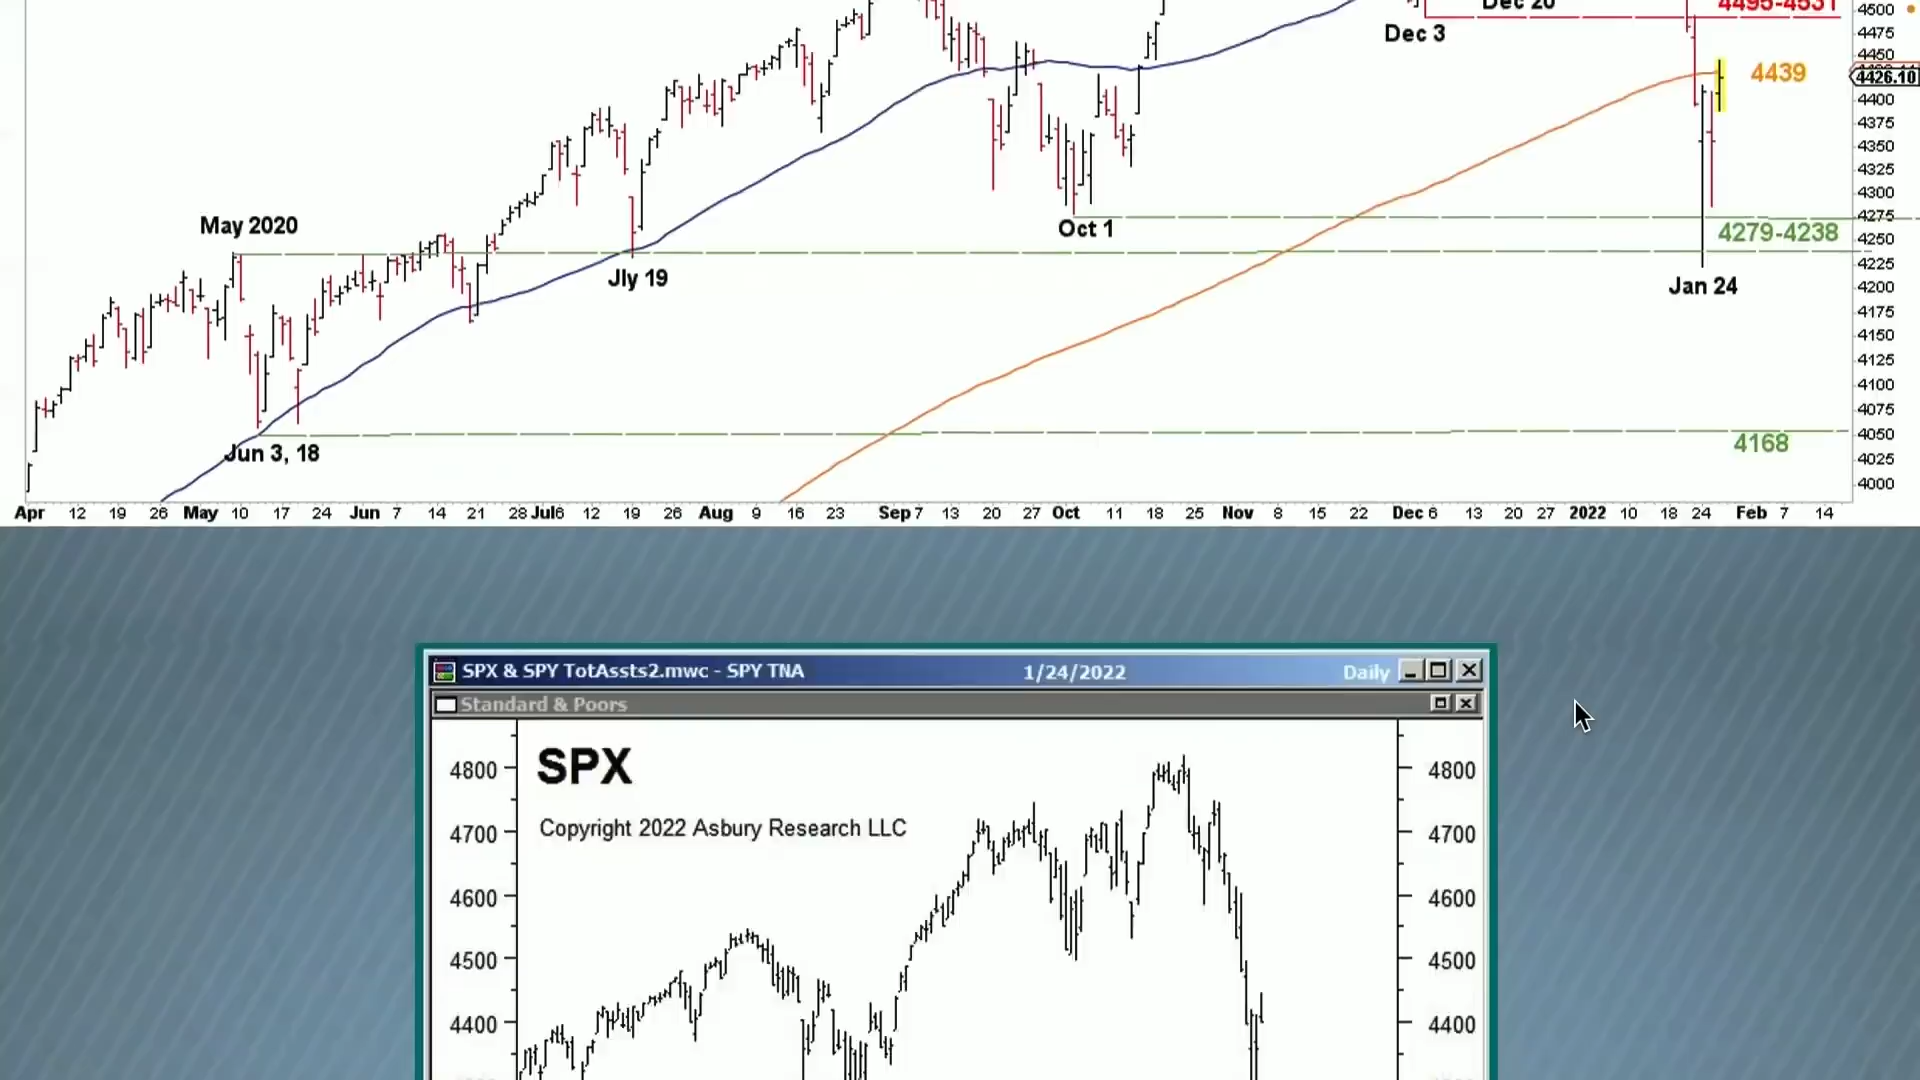 Dec 20
4495-4531
4500
Dec 3
4475
4450
4439
4426.10
4400
4375
4350
4325
4300
4275
May 2020
Oct 1
4279-4238
4250
Jly 19
4225
Jan 24
4200
4175
4150
4125
4100
4075
Jun 3, 18
4168
4050
4025
4000
Apr 12 19 26 May 10 17 24 Jun 7 14 21 28 Jul6 12 19 26 Aug 9 16 23 Sep 7 13 20 27 Oct 11 18 25 Nov 8 15 22 Dec 6 13 20 27 2022 10 18 24 Feb 7 14
SPX & SPY TotAssts2.mwc - SPY TNA 1/24/2022 Daily
Standard & Poors
SPX
4800 4800
Copyright 2022 Asbury Research LLC
4700 4700
4600 4600
4500 4500
4400 4400